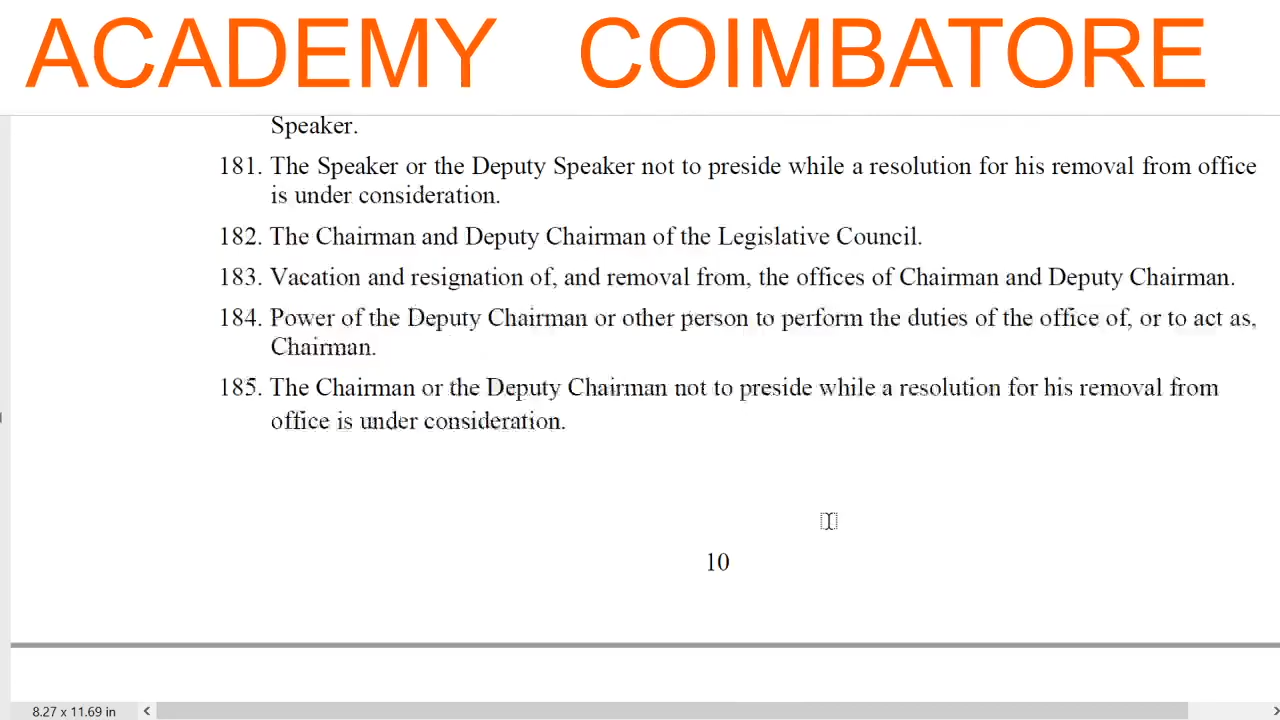 ACADEMY COIMBATORE
Speaker.
181. The Speaker or the Deputy Speaker not to preside while a resolution for his removal from office
is under consideration.
182. The Chairman and Deputy Chairman of the Legislative Council.
183. Vacation and resignation of, and removal from, the offices of Chairman and Deputy Chairman.
184. Power of the Deputy Chairman or other person to perform the duties of the office of, or to act as,
Chairman.
185. The Chairman or the Deputy Chairman not to preside while a resolution for his removal from
office is under consideration.
10
8.27 x 11.69 in